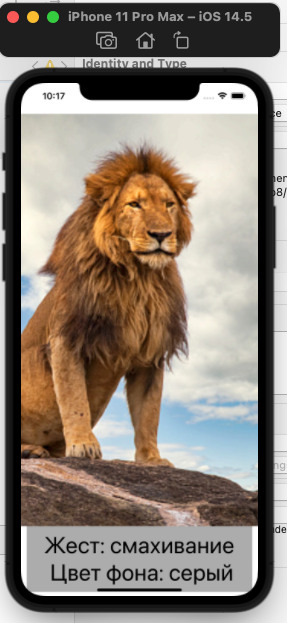 iPhone 11 Pro Max – iOS 14.5
Identity and Type
10:17
Жест: смахивание
Цвет фона: серый